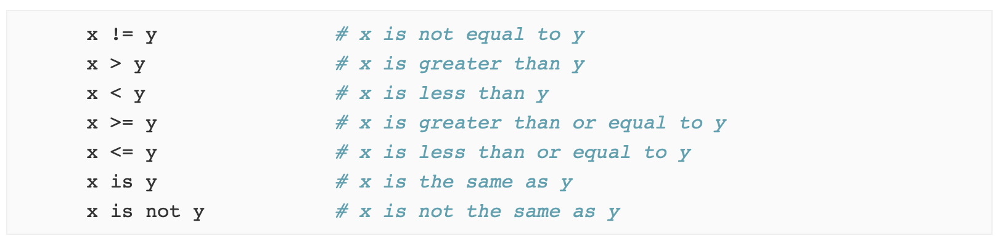 x != y # x is not equal to y
x > y # x is greater than y
x < y # x is less than y
x >= y # x is greater than or equal to y
x <= y # x is less than or equal to y
x is y # x is the same as y
x is not y # x is not the same as y